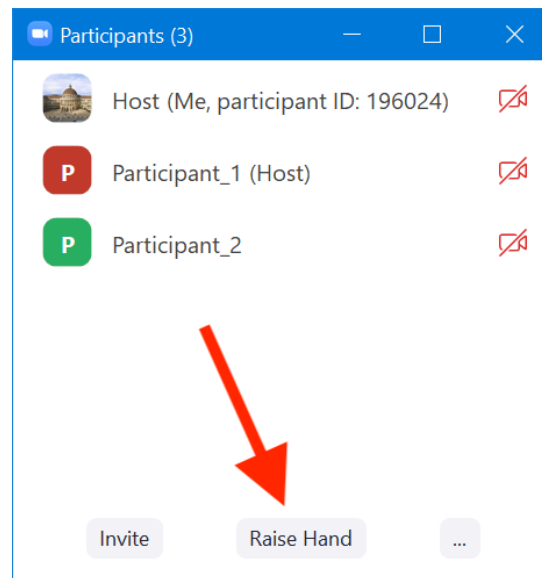 Participants (3)
Host (Me, participant ID: 196024)
P Participant_1 (Host)
P Participant_2
Invite Raise Hand ...